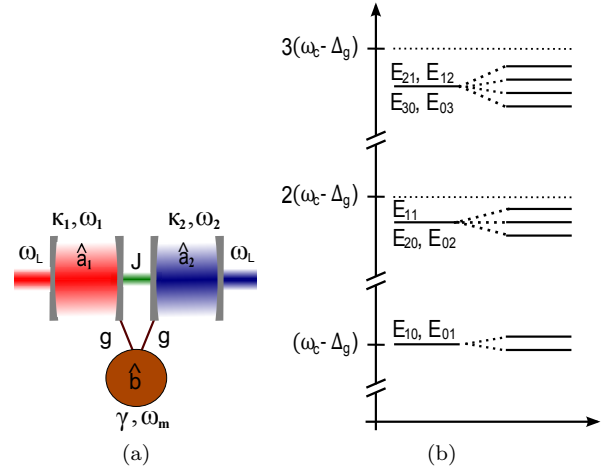 κ₁,ω₁
κ₂,ω₂
ω_L
â₁
J
â₂
ω_L
g
g
b̂
γ,ω_m
(a)
3(ω_c- Δ_g)
E₂₁, E₁₂
E₃₀, E₀₃
2(ω_c- Δ_g)
E₁₁
E₂₀, E₀₂
E₁₀, E₀₁
(ω_c- Δ_g)
(b)